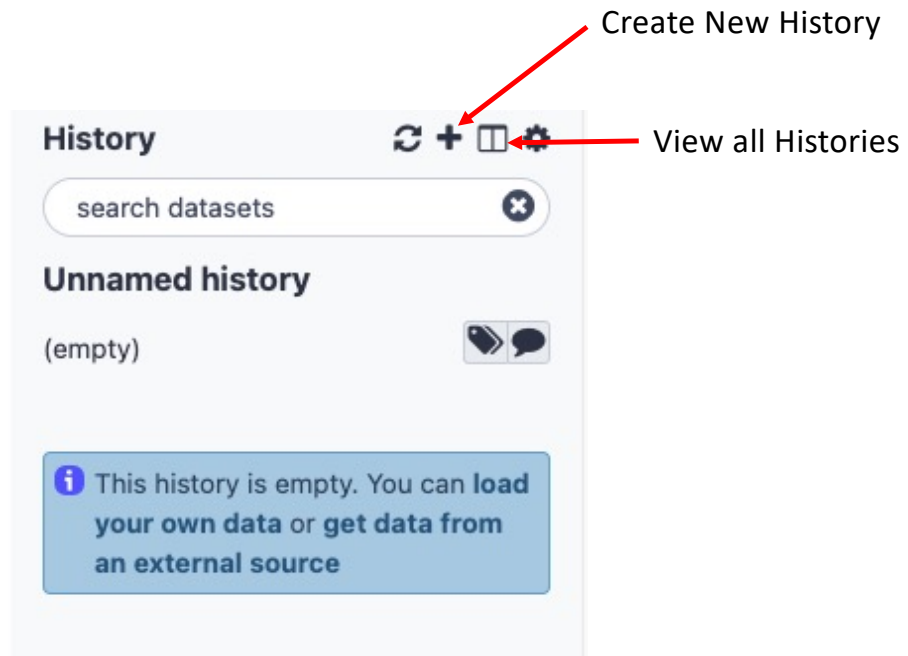 Create New History
History
View all Histories
search datasets
Unnamed history
(empty)
This history is empty. You can load
your own data or get data from
an external source